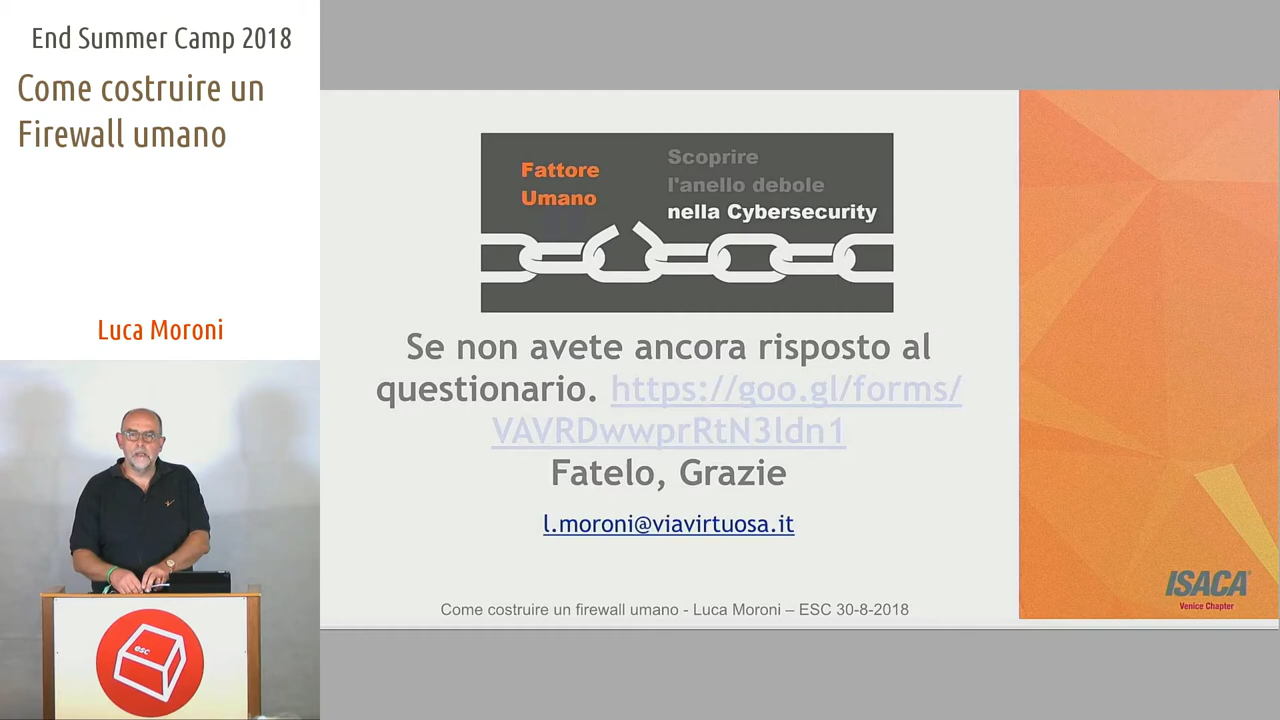 End Summer Camp 2018
Come costruire un
Firewall umano
Luca Moroni
esc
Fattore
Umano
Scoprire
l'anello debole
nella Cybersecurity
Se non avete ancora risposto al
questionario. https://goo.gl/forms/
VAVRDwwprRtN3ldn1
Fatelo, Grazie
l.moroni@viavirtuosa.it
Come costruire un firewall umano - Luca Moroni – ESC 30-8-2018
ISACA®
Venice Chapter